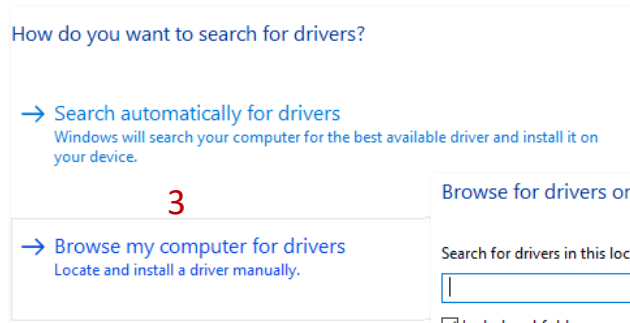 How do you want to search for drivers?
→ Search automatically for drivers
Windows will search your computer for the best available driver and install it on
your device.
3
→ Browse my computer for drivers
Locate and install a driver manually.
Browse for drivers or
Search for drivers in this loc